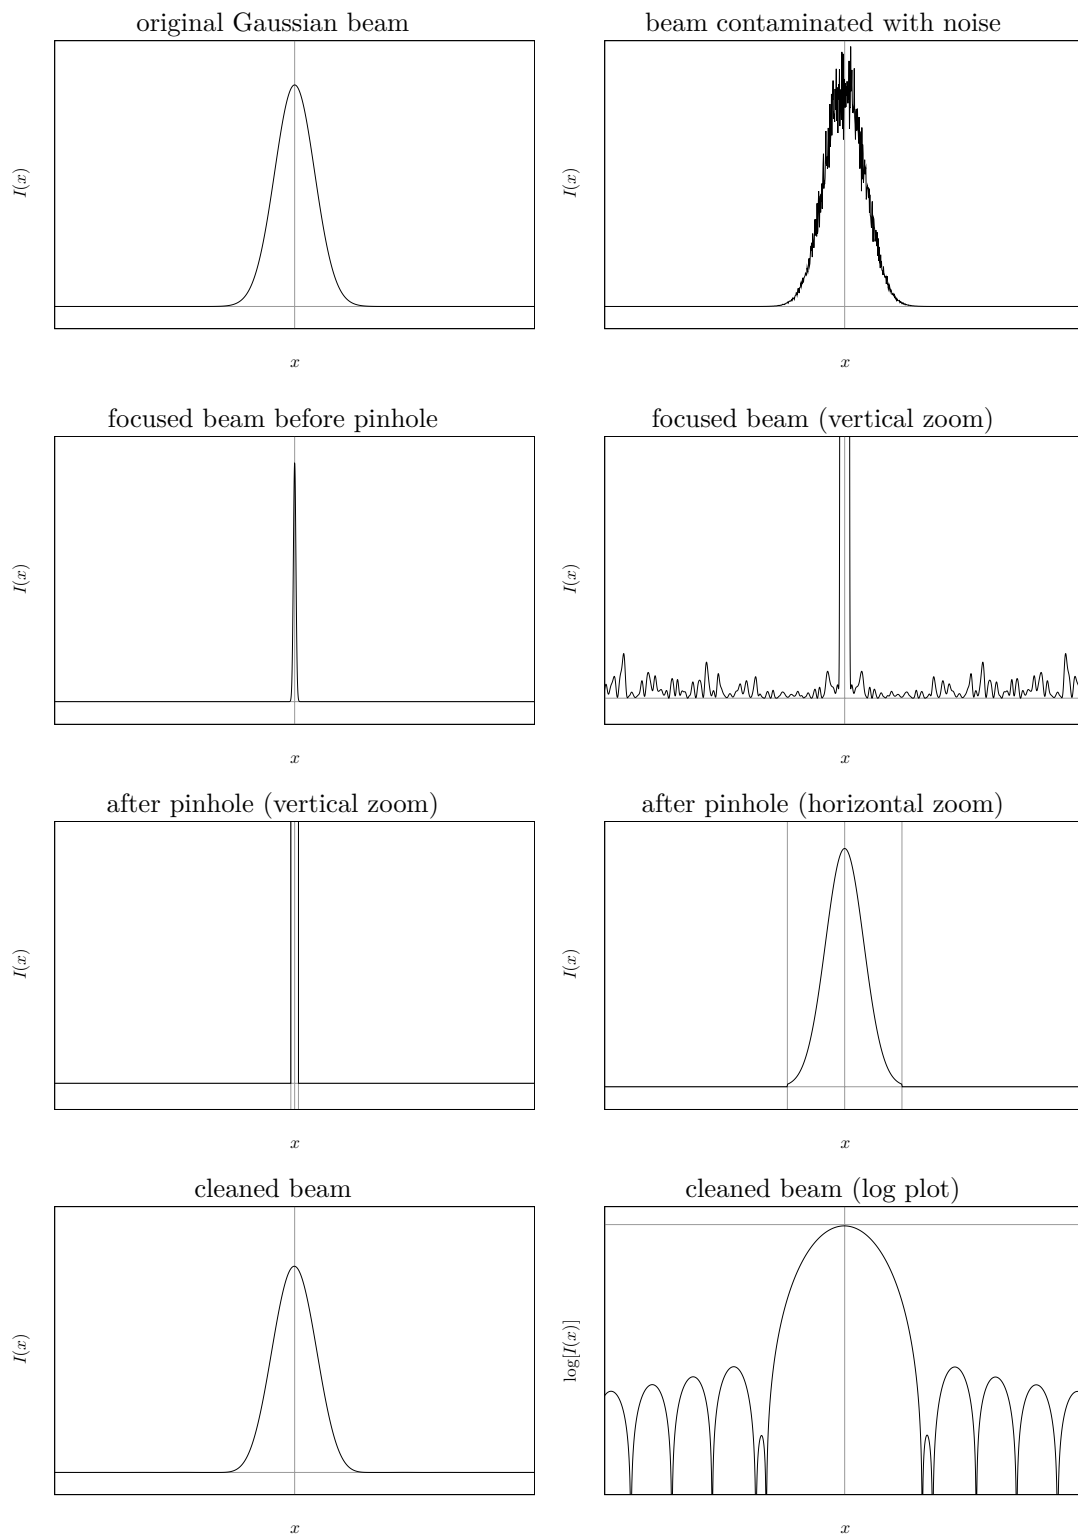 original Gaussian beam
I(x)
x
beam contaminated with noise
I(x)
x
focused beam before pinhole
I(x)
x
focused beam (vertical zoom)
I(x)
x
after pinhole (vertical zoom)
I(x)
x
after pinhole (horizontal zoom)
I(x)
x
cleaned beam
I(x)
x
cleaned beam (log plot)
log[I(x)]
x